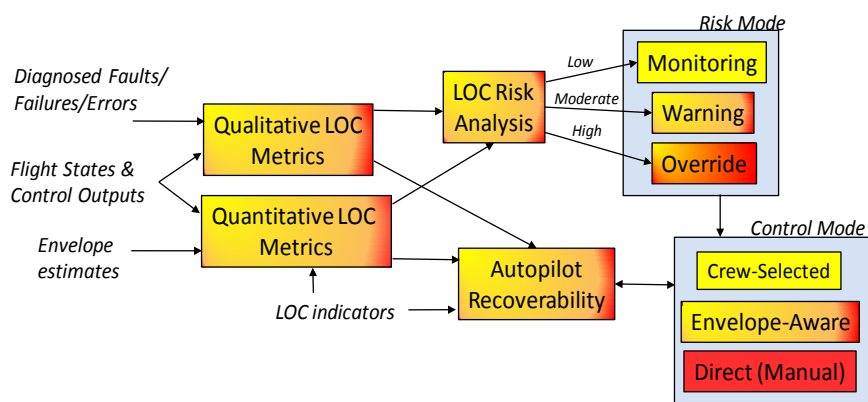 Risk Mode
Diagnosed Faults/
Failures/Errors
Flight States &
Control Outputs
Envelope
estimates
Qualitative LOC
Metrics
Quantitative LOC
Metrics
LOC indicators
LOC Risk
Analysis
Autopilot
Recoverability
Low
Moderate
High
Monitoring
Warning
Override
Control Mode
Crew-Selected
Envelope-Aware
Direct (Manual)